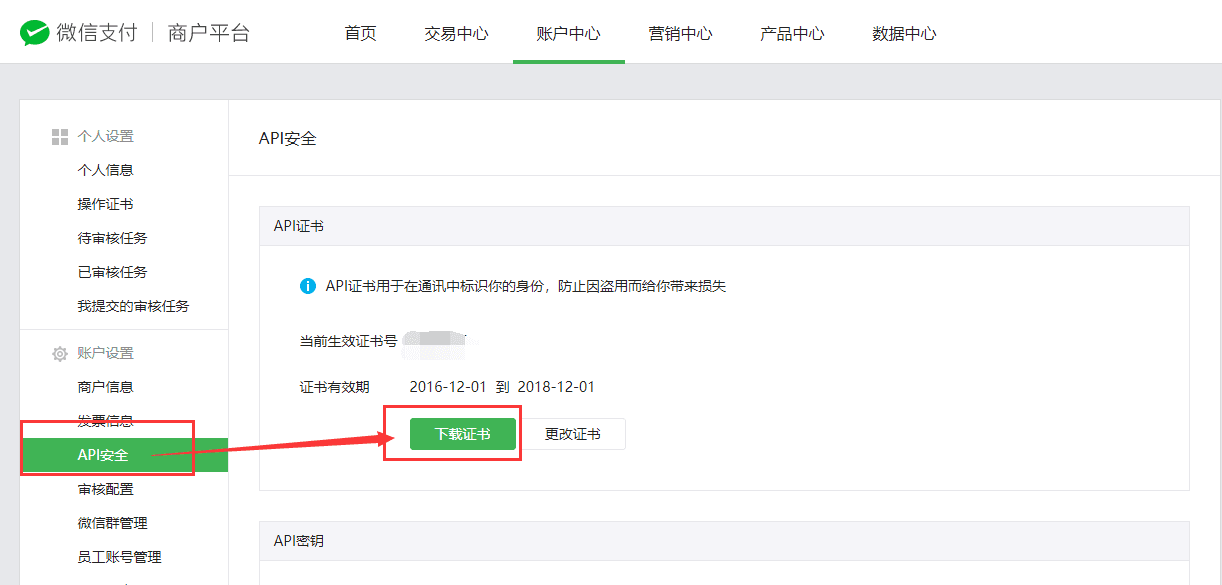 微信支付 商户平台 首页 交易中心 账户中心 营销中心 产品中心 数据中心
个人设置
个人信息
操作证书
待审核任务
已审核任务
我提交的审核任务
账户设置
商户信息
发票信息
API安全
审核配置
微信群管理
员工账号管理
API安全
API证书
API证书用于在通讯中标识你的身份，防止因盗用而给你带来损失
当前生效证书号
证书有效期 2016-12-01 到 2018-12-01
下载证书 更改证书
API密钥